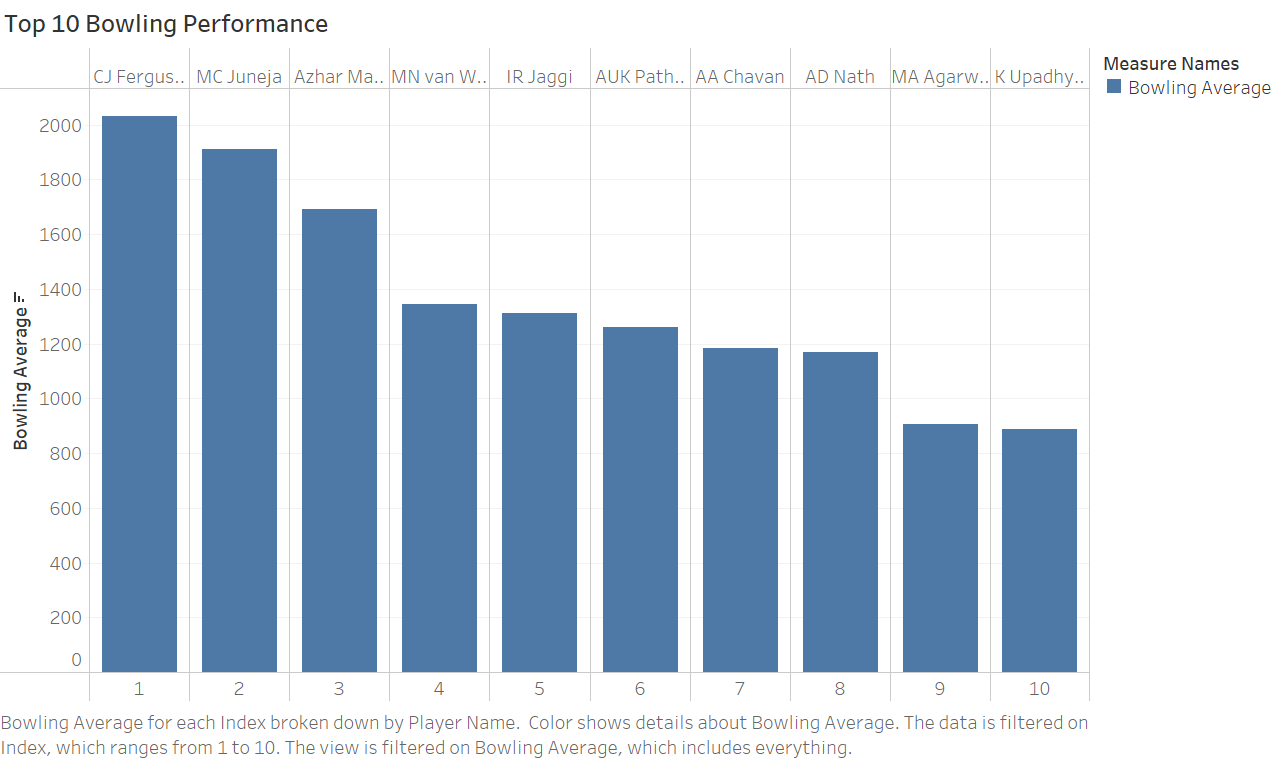 Top 10 Bowling Performance
CJ Fergus.. MC Juneja Azhar Ma.. MN van W.. IR Jaggi AUK Path.. AA Chavan AD Nath MA Agarw.. K Upadhy..
Measure Names
Bowling Average
2000
1800
1600
1400
1200
1000
800
600
400
200
0
Bowling Average
1 2 3 4 5 6 7 8 9 10
Bowling Average for each Index broken down by Player Name.  Color shows details about Bowling Average. The data is filtered on
Index, which ranges from 1 to 10. The view is filtered on Bowling Average, which includes everything.